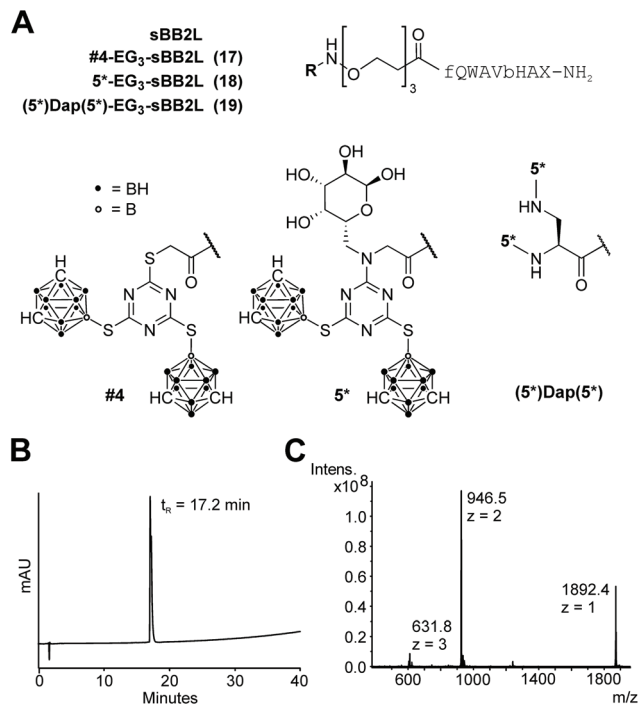 A
sBB2L
#4-EG3-sBB2L (17)
5*-EG3-sBB2L (18)
(5*)Dap(5*)-EG3-sBB2L (19)
R
H
N
O
O
3
fQWAVbHAX-NH2
• = BH
○ = B
H
HC
S
S
O
N
N
N
S
HC
CH
#4
OH
HO
OH
HO
O
H
HC
S
N
O
N
N
N
S
HC
CH
5*
5*
HN
5*
N
H
O
(5*)Dap(5*)
B
mAU
tR = 17.2 min
0
10
20
30
40
Minutes
C
Intens.
x10⁸
1.0
0.8
0.6
0.4
0.2
0.0
946.5
z = 2
1892.4
z = 1
631.8
z = 3
600
1000
1400
1800
m/z